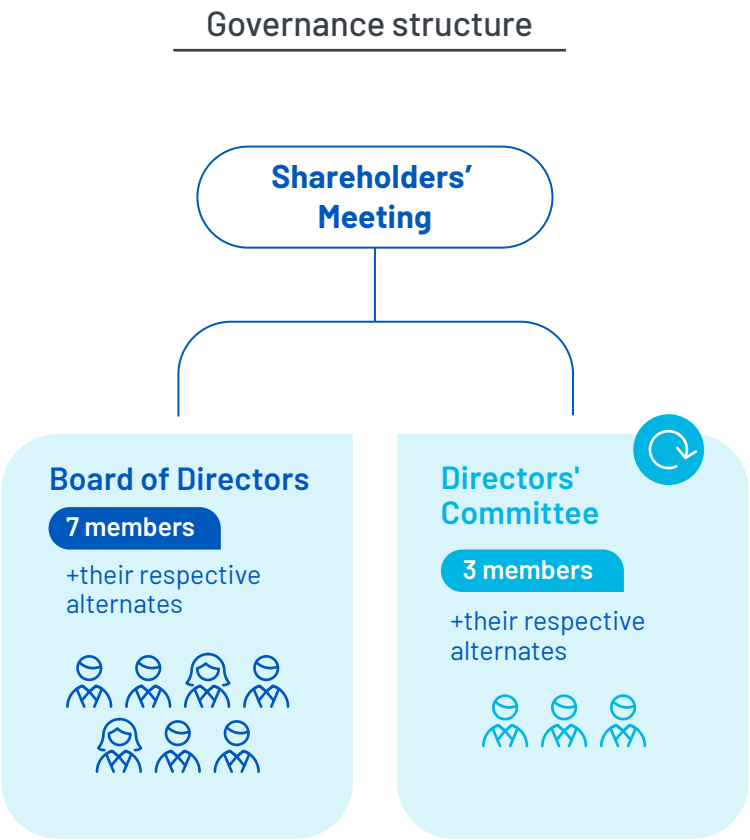 Governance structure
Shareholders’
Meeting
Board of Directors
7 members
+their respective
alternates
Directors'
Committee
3 members
+their respective
alternates